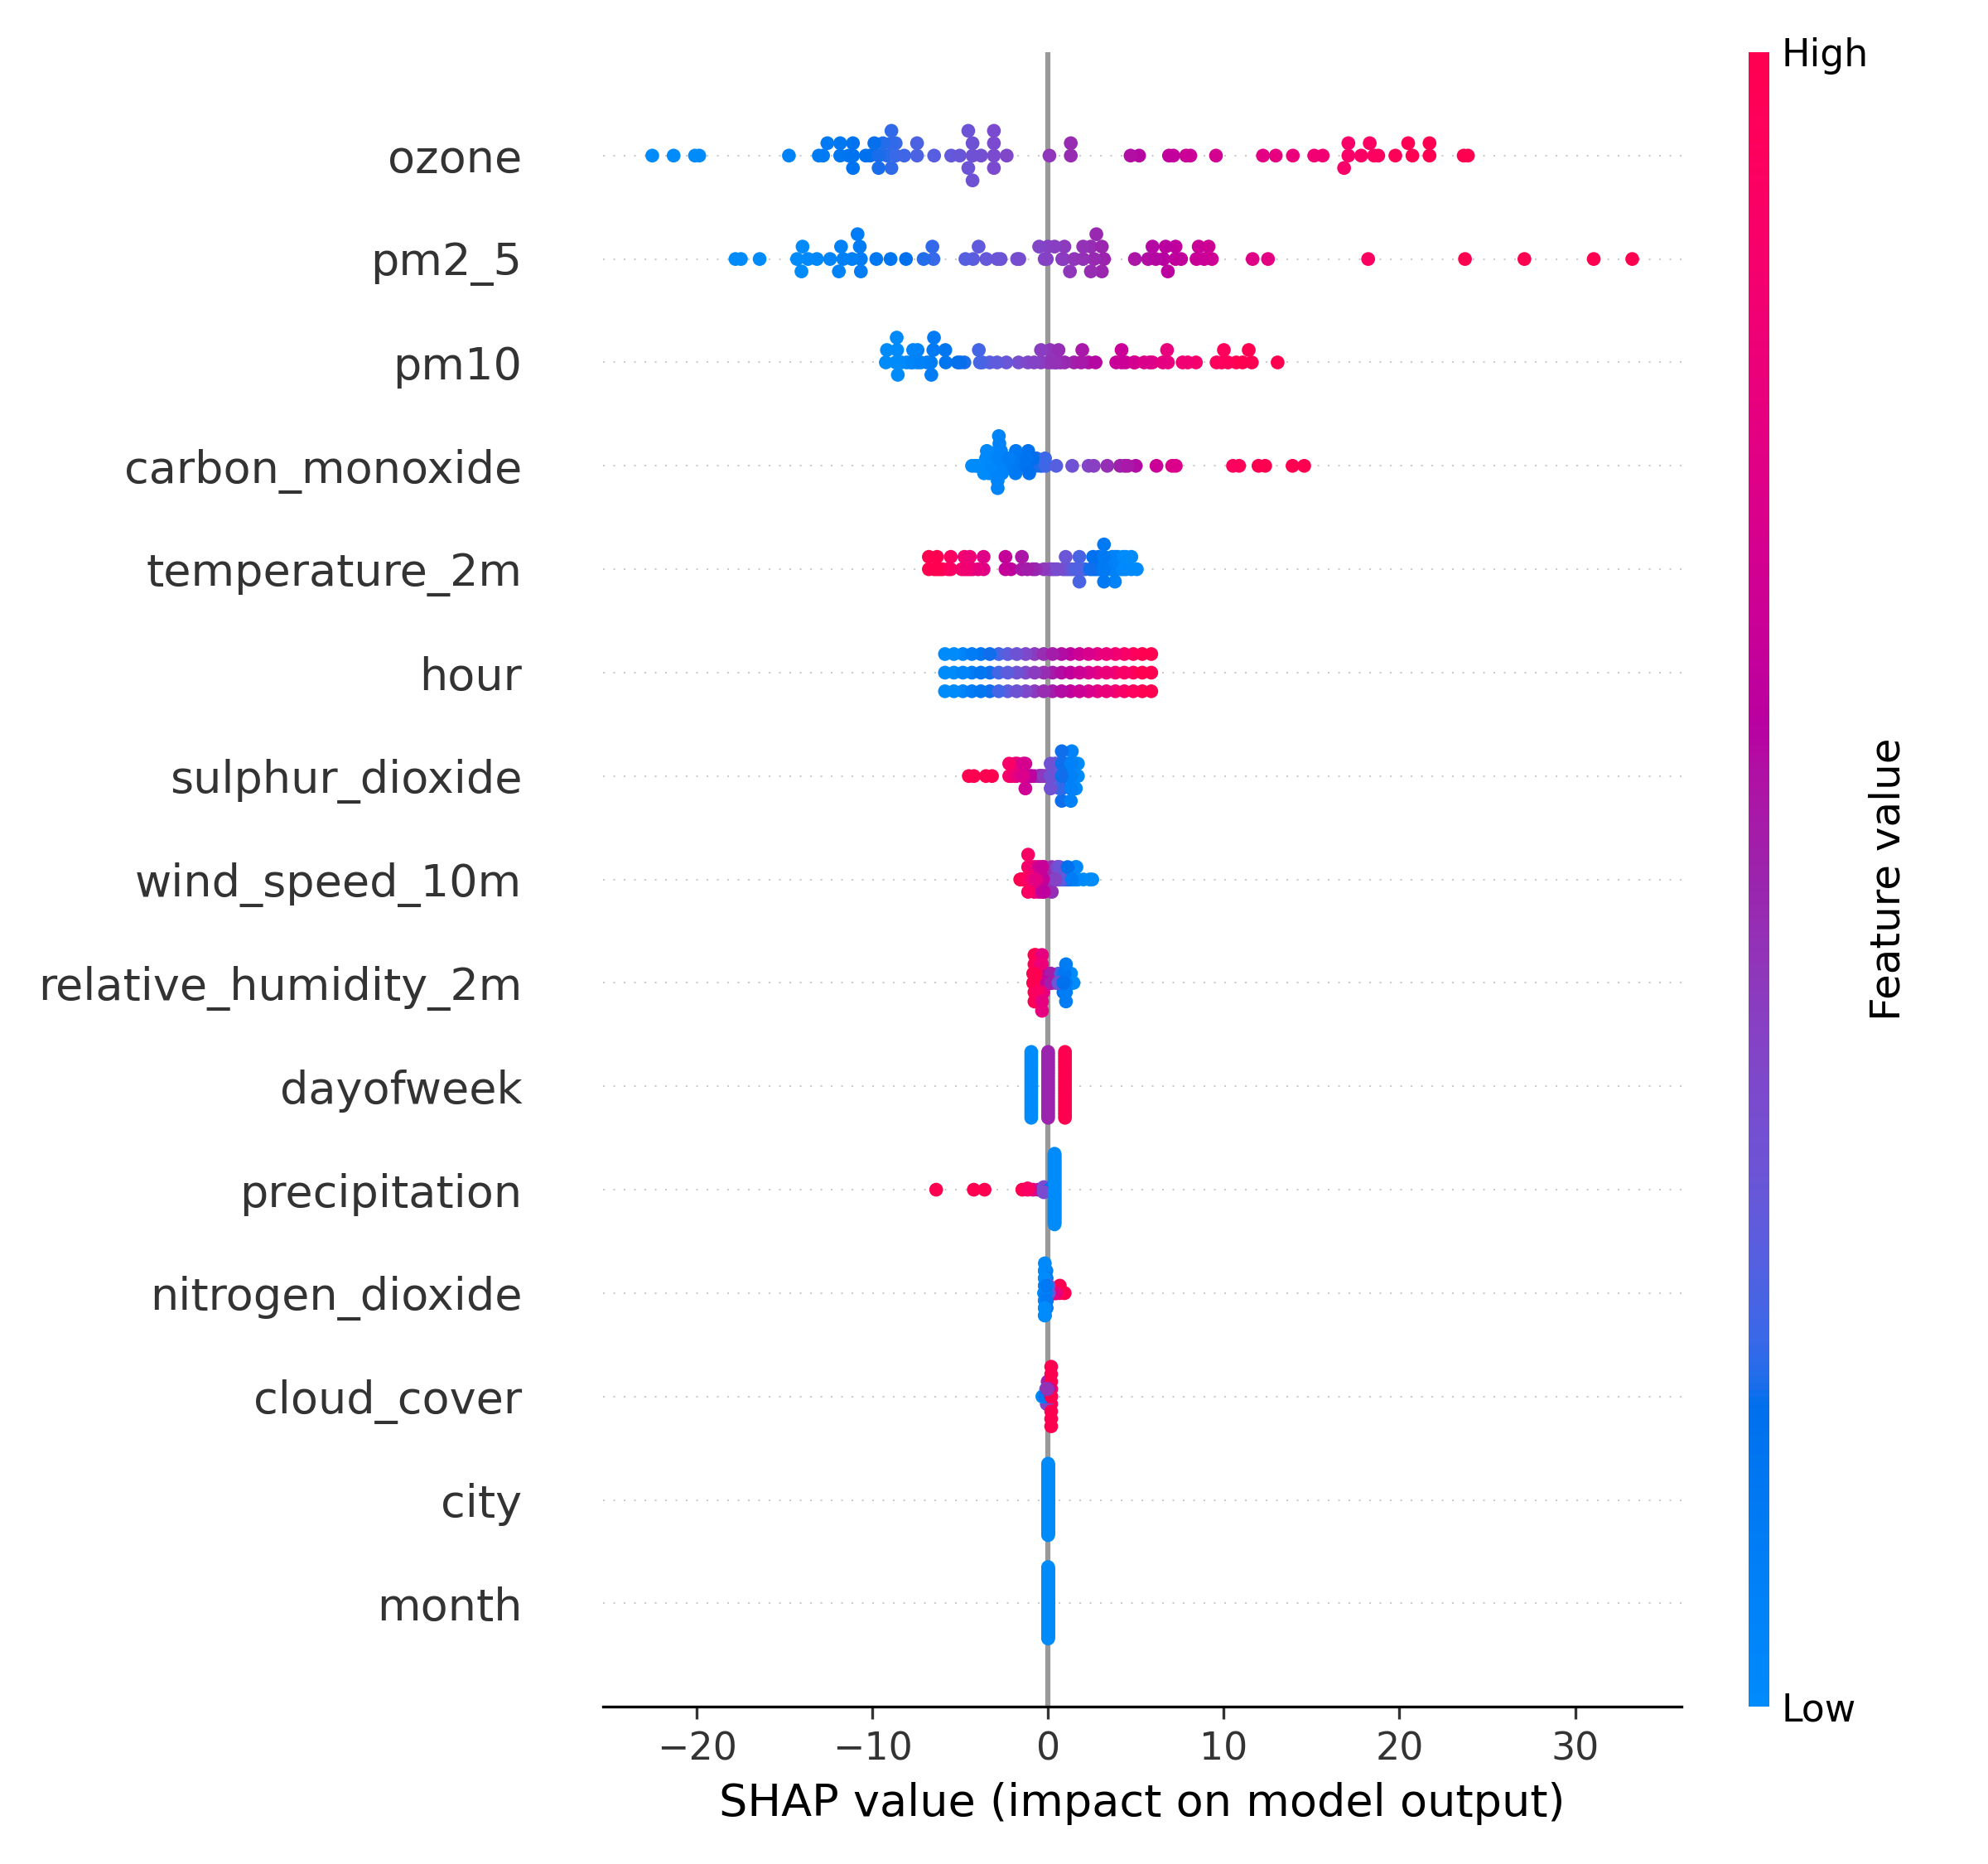 High
ozone
pm2_5
pm10
carbon_monoxide
temperature_2m
hour
sulphur_dioxide
wind_speed_10m
relative_humidity_2m
dayofweek
precipitation
nitrogen_dioxide
cloud_cover
city
month
Feature value
Low
−20 −10 0 10 20 30
SHAP value (impact on model output)